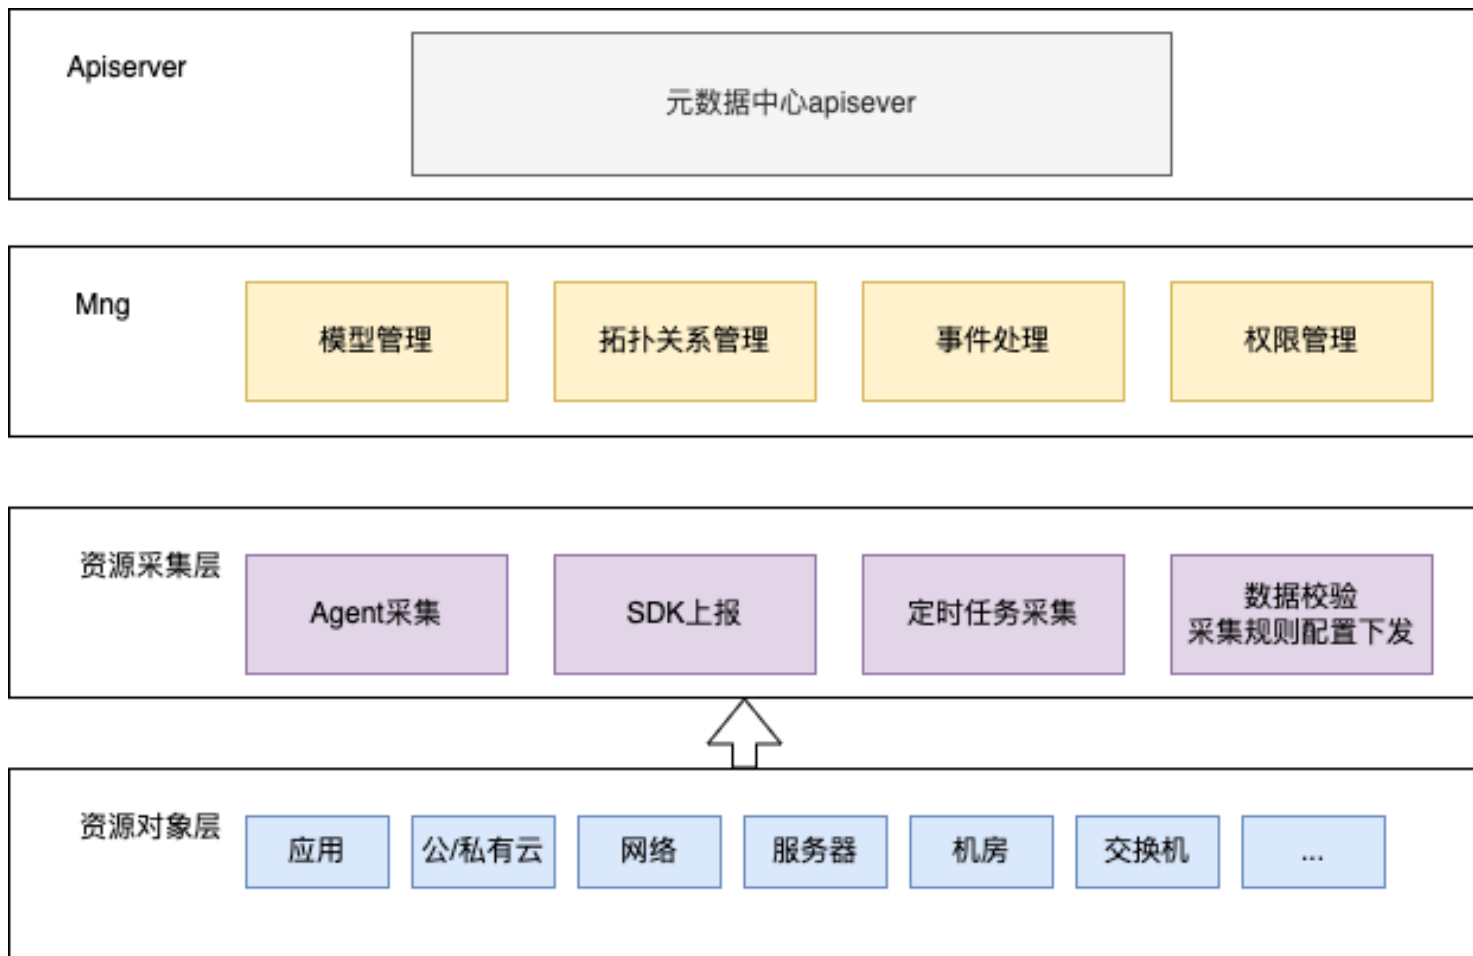 Apiserver
元数据中心apisever
Mng
模型管理
拓扑关系管理
事件处理
权限管理
资源采集层
Agent采集
SDK上报
定时任务采集
数据校验
采集规则配置下发
资源对象层
应用
公/私有云
网络
服务器
机房
交换机
...